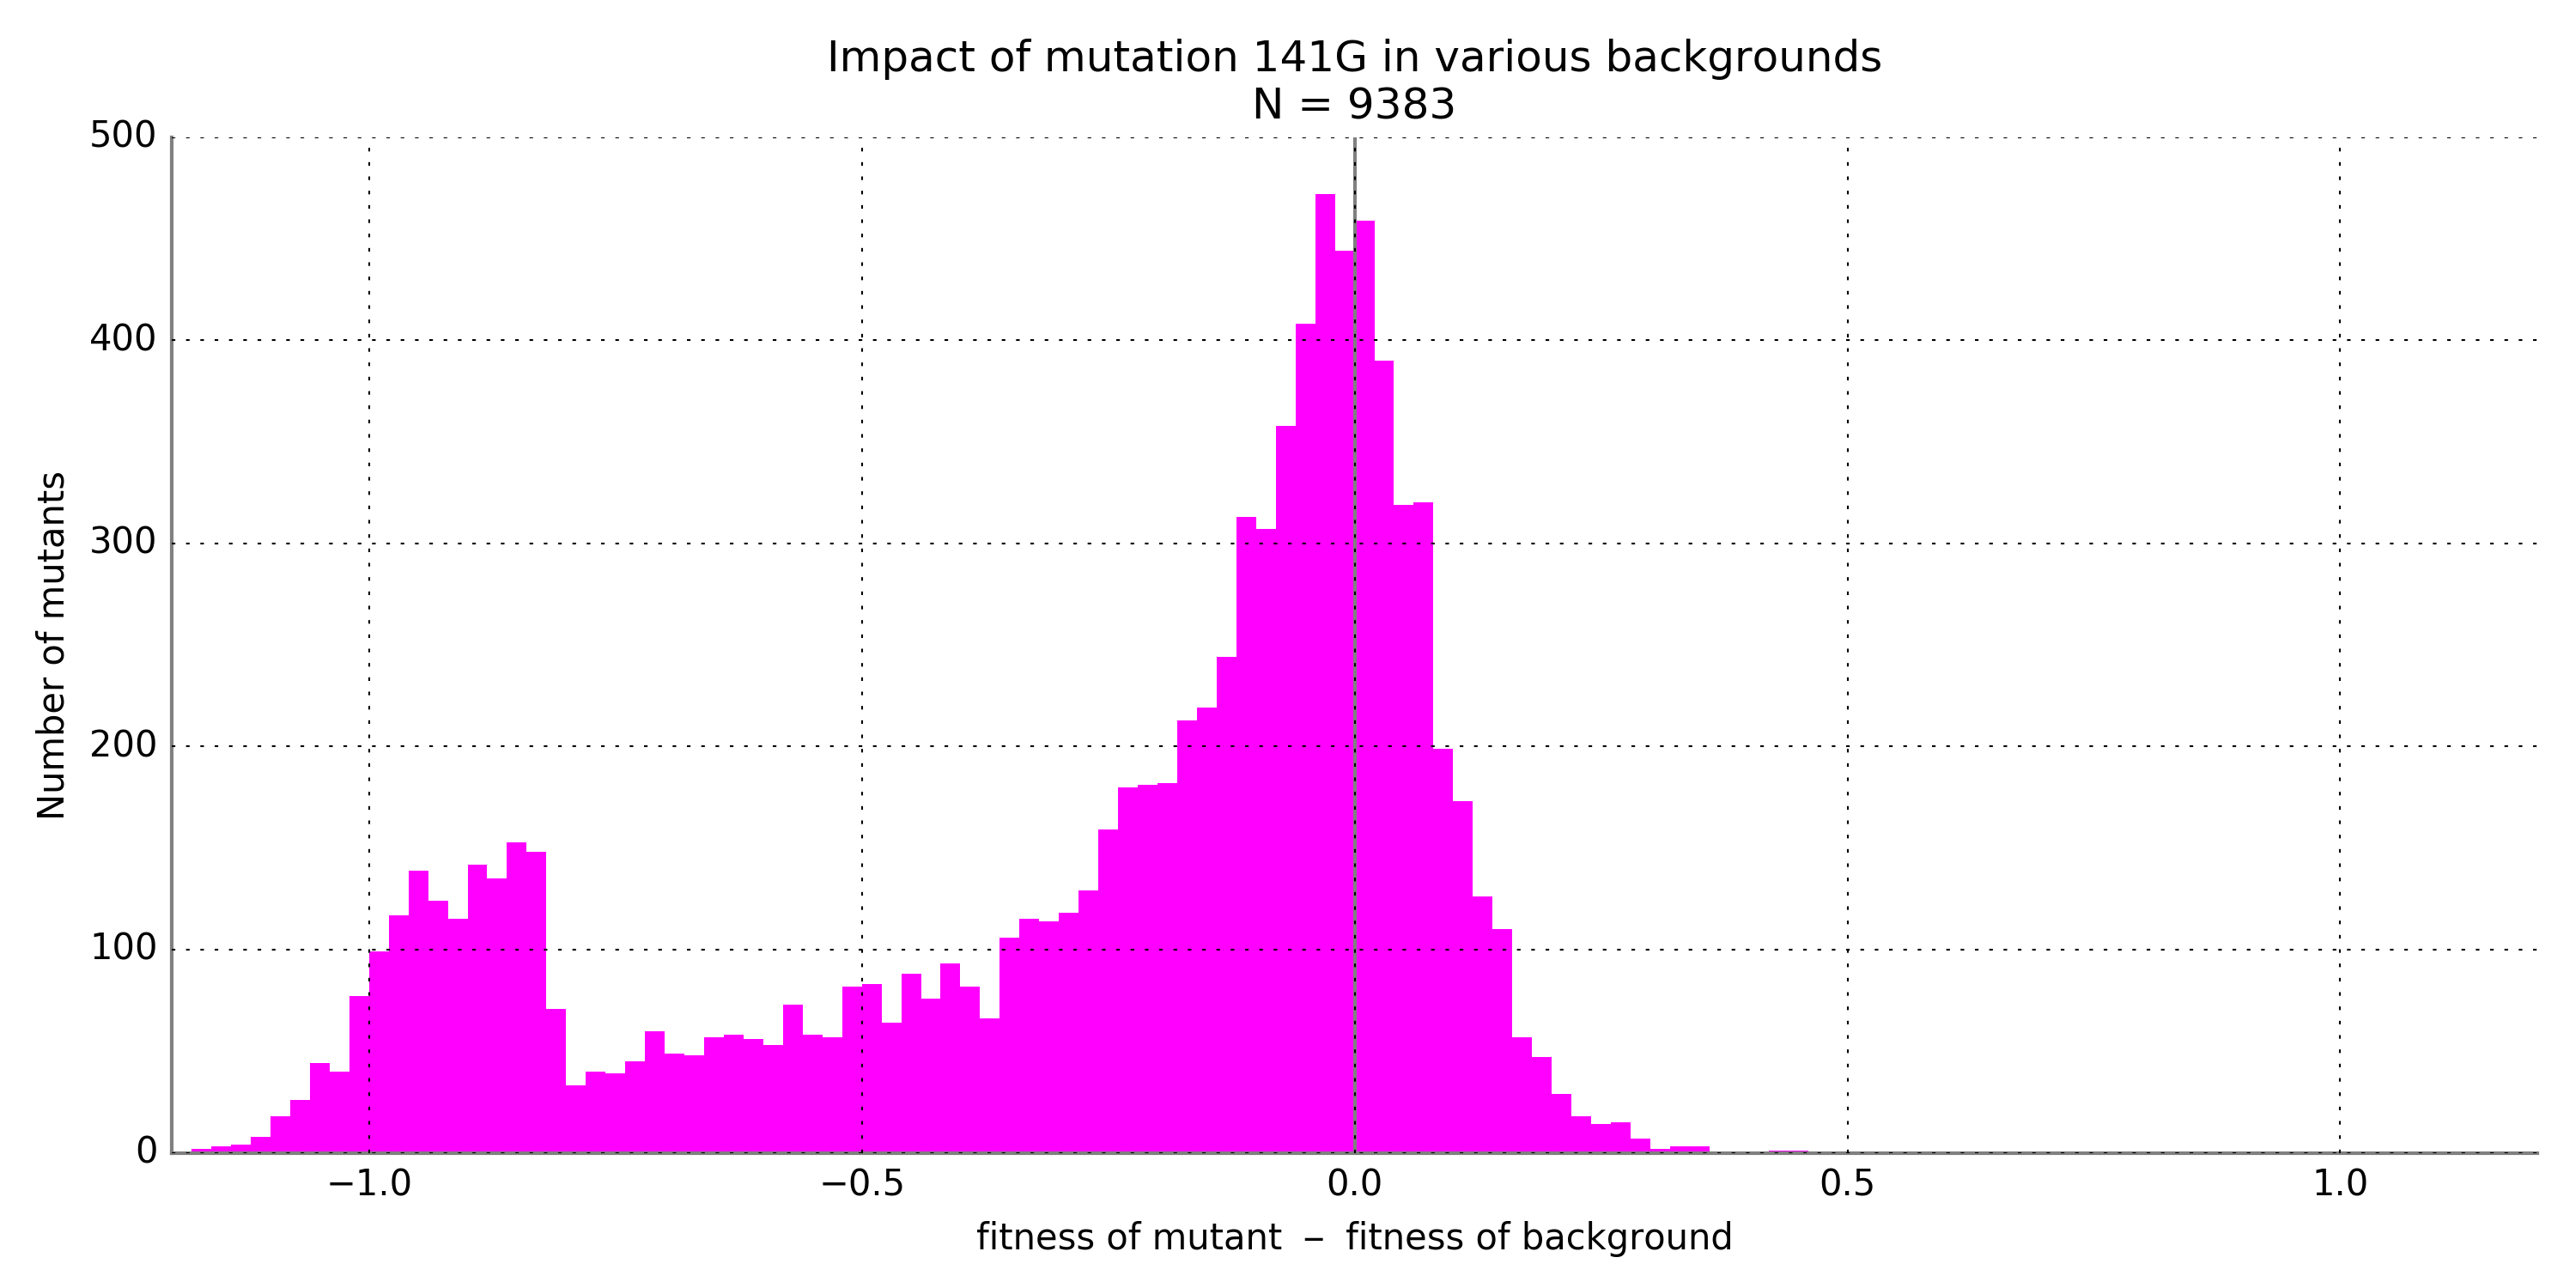 Impact of mutation 141G in various backgrounds
N = 9383
500
400
300
200
100
0
Number of mutants
−1.0
−0.5
0.0
0.5
1.0
fitness of mutant – fitness of background